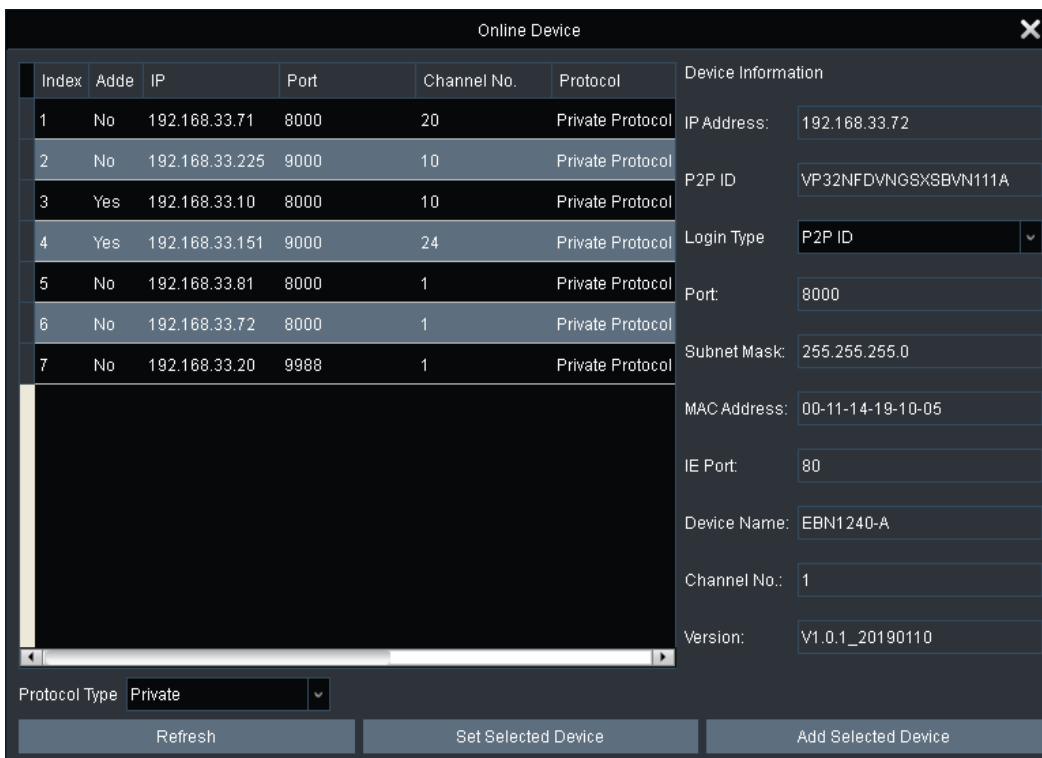 Online Device
Index Adde IP Port Channel No. Protocol
1 No 192.168.33.71 8000 20 Private Protocol
2 No 192.168.33.225 9000 10 Private Protocol
3 Yes 192.168.33.10 8000 10 Private Protocol
4 Yes 192.168.33.151 9000 24 Private Protocol
5 No 192.168.33.81 8000 1 Private Protocol
6 No 192.168.33.72 8000 1 Private Protocol
7 No 192.168.33.20 9988 1 Private Protocol
Device Information
IP Address: 192.168.33.72
P2P ID VP32NFDVNGSXSBVN111A
Login Type P2P ID
Port: 8000
Subnet Mask: 255.255.255.0
MAC Address: 00-11-14-19-10-05
IE Port: 80
Device Name: EBN1240-A
Channel No.: 1
Version: V1.0.1_20190110
Protocol Type Private
Refresh Set Selected Device Add Selected Device